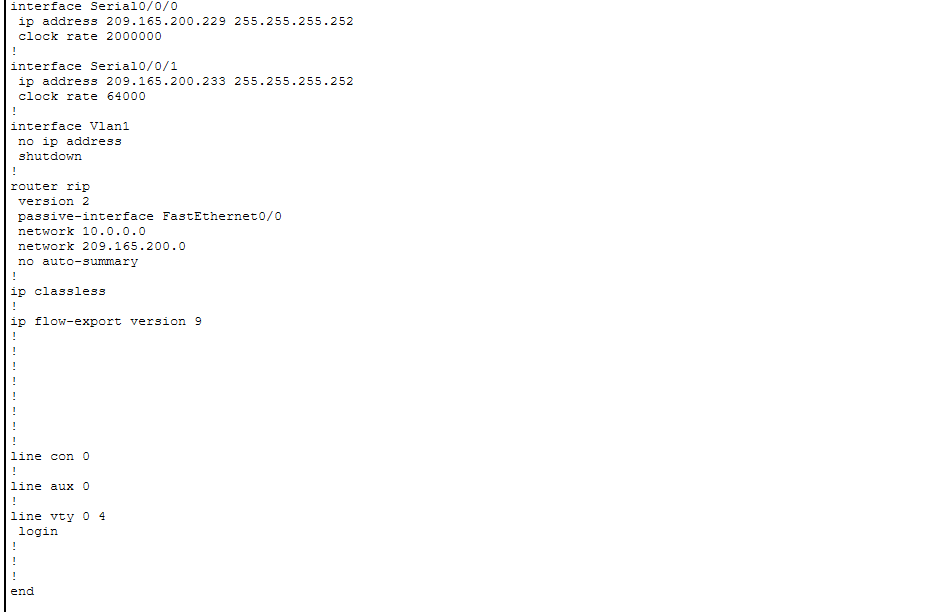 interface Serial0/0/0
 ip address 209.165.200.229 255.255.255.252
 clock rate 2000000
!
interface Serial0/0/1
 ip address 209.165.200.233 255.255.255.252
 clock rate 64000
!
interface Vlan1
 no ip address
 shutdown
!
router rip
 version 2
 passive-interface FastEthernet0/0
 network 10.0.0.0
 network 209.165.200.0
 no auto-summary
!
ip classless
!
ip flow-export version 9
!
!
!
!
!
!
!
!
line con 0
!
line aux 0
!
line vty 0 4
 login
!
!
!
end